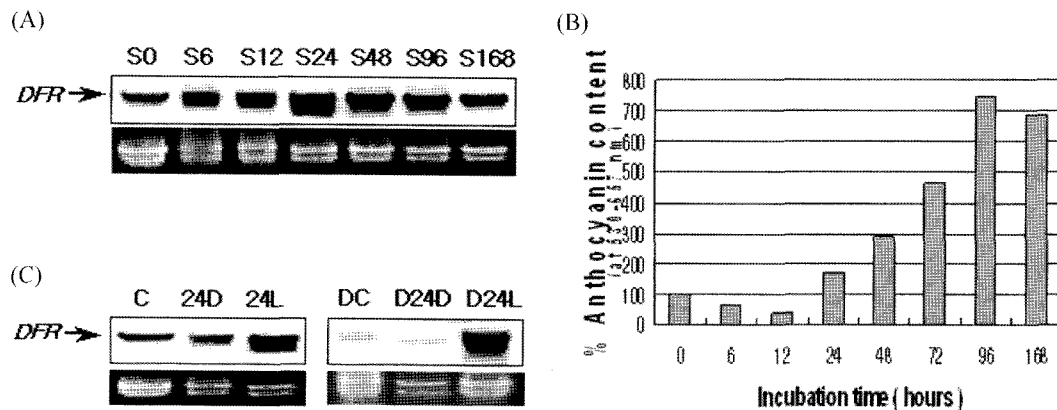 (A)
S0 S6 S12 S24 S48 S96 S168
DFR
(B)
% Anthocyanin content
800
700
600
500
400
300
200
100
0
0 6 12 24 48 72 96 168
Incubation time ( hours )
(C)
C 24D 24L DC D24D D24L
DFR